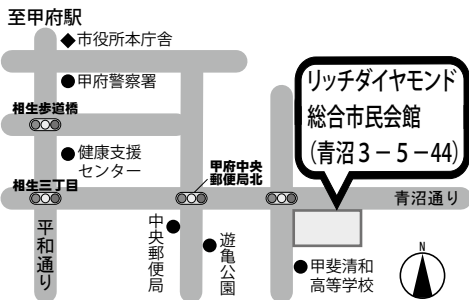 至甲府駅
◆市役所本庁舎
●甲府警察署
相生歩道橋
●健康支援
センター
相生三丁目
甲府中央
郵便局北
リッチダイヤモンド
総合市民会館
(青沼3－5－44)
青沼通り
平和通り
中央郵便局
遊亀公園
●甲斐清和
高等学校
N